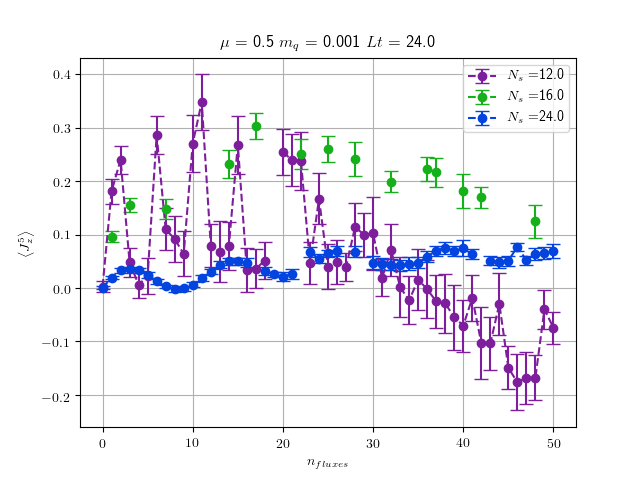 μ = 0.5 m_q = 0.001 Lt = 24.0
N_s =12.0
N_s =16.0
N_s =24.0
⟨J_z^5⟩
0.4
0.3
0.2
0.1
0.0
−0.1
−0.2
0 10 20 30 40 50
n_fluxes